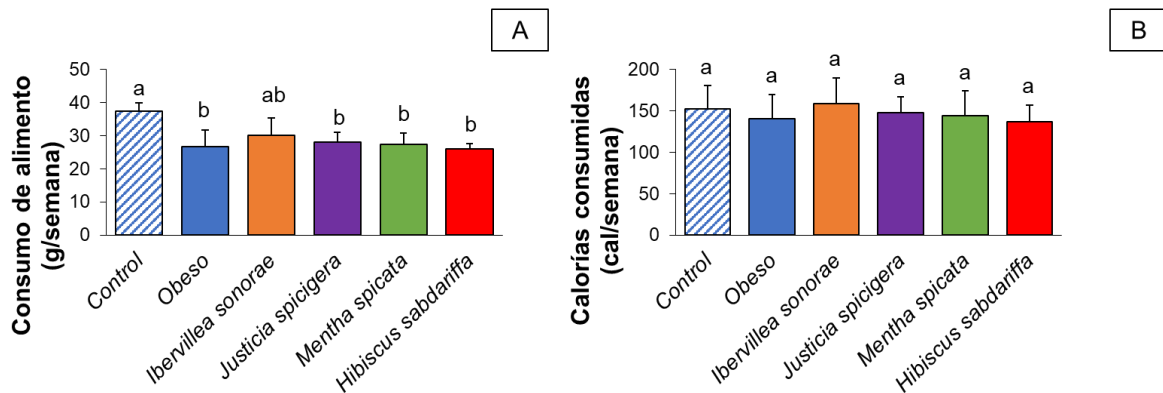 A
Consumo de alimento
(g/semana)
50
40
30
20
10
0
a
b
ab
b
b
b
Control
Obeso
Ibervillea sonorae
Justicia spicigera
Mentha spicata
Hibiscus sabdariffa
B
Calorías consumidas
(cal/semana)
200
150
100
50
0
a
a
a
a
a
a
Control
Obeso
Ibervillea sonorae
Justicia spicigera
Mentha spicata
Hibiscus sabdariffa